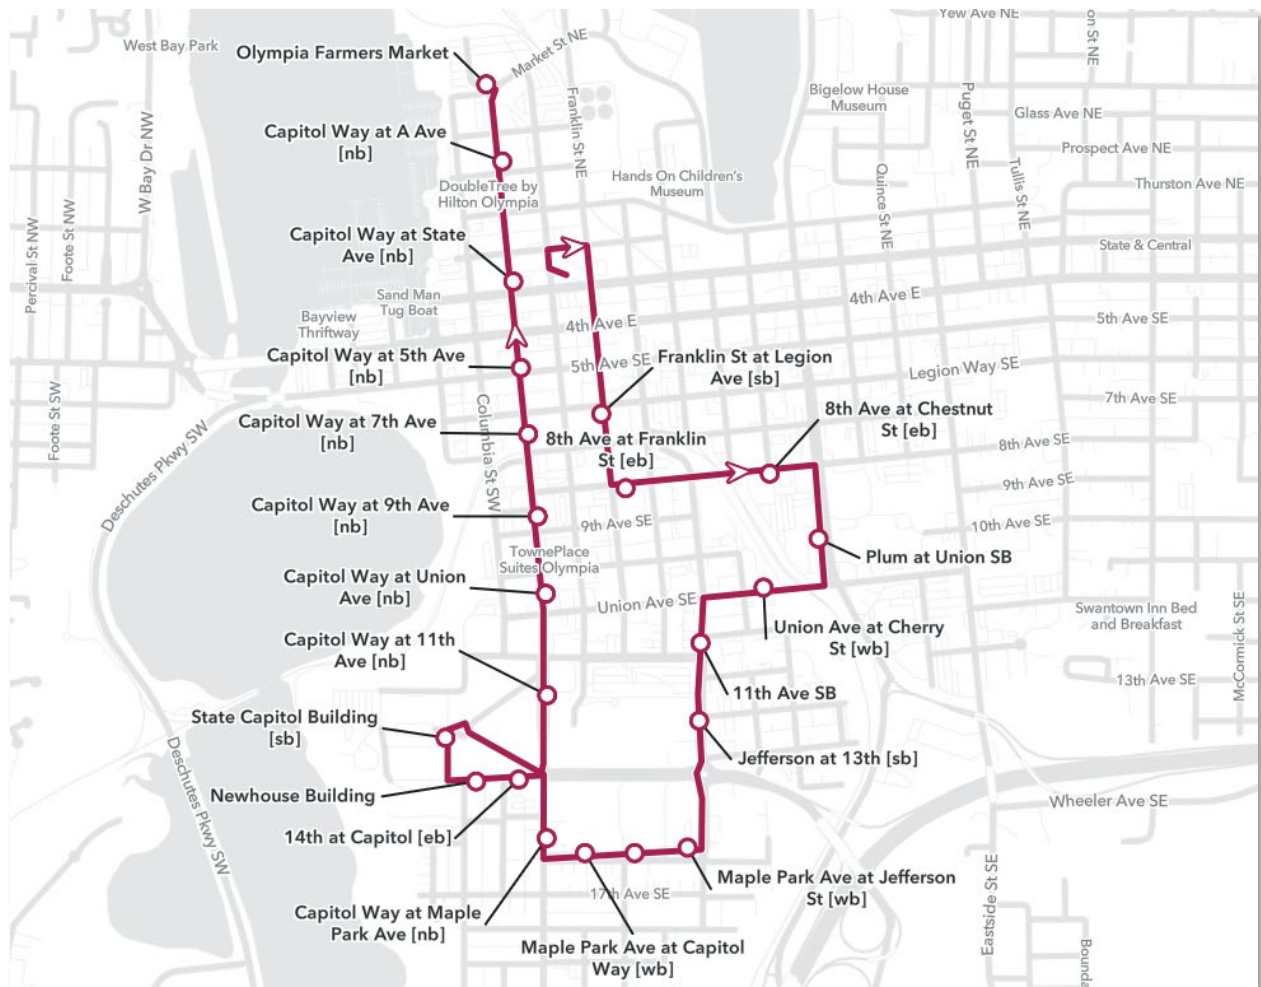 Yew Ave NE
on St NE
West Bay Park
Olympia Farmers Market
Market St NE
Bigelow House
Museum
Puget St NE
Glass Ave NE
Franklin St NE
W Bay Dr NW
Capitol Way at A Ave
[nb]
Prospect Ave NE
Hands On Children's
Museum
Quince St NE
Tullis St NE
Thurston Ave NE
DoubleTree by
Hilton Olympia
Percival St NW
Foote St NW
Capitol Way at State
Ave [nb]
State & Central
Sand Man
Tug Boat
4th Ave E
Bayview
Thriftway
4th Ave E
5th Ave SE
Capitol Way at 5th Ave
[nb]
5th Ave SE
Franklin St at Legion
Ave [sb]
Legion Way SE
Foote St SW
7th Ave SE
Columbia St SW
Capitol Way at 7th Ave
[nb]
8th Ave at Franklin
St [eb]
8th Ave at Chestnut
St [eb]
8th Ave SE
Deschutes Pkwy SW
9th Ave SE
Capitol Way at 9th Ave
[nb]
9th Ave SE
10th Ave SE
TownePlace
Suites Olympia
Plum at Union SB
Capitol Way at Union
Ave [nb]
Union Ave SE
Swantown Inn Bed
and Breakfast
McCormick St SE
Union Ave at Cherry
St [wb]
Capitol Way at 11th
Ave [nb]
11th Ave SB
13th Ave SE
State Capitol Building
[sb]
Jefferson at 13th [sb]
Deschutes Pkwy SW
Newhouse Building
Wheeler Ave SE
14th at Capitol [eb]
Maple Park Ave at Jefferson
St [wb]
17th Ave SE
Eastside St SE
Capitol Way at Maple
Park Ave [nb]
Maple Park Ave at Capitol
Way [wb]
Bounda